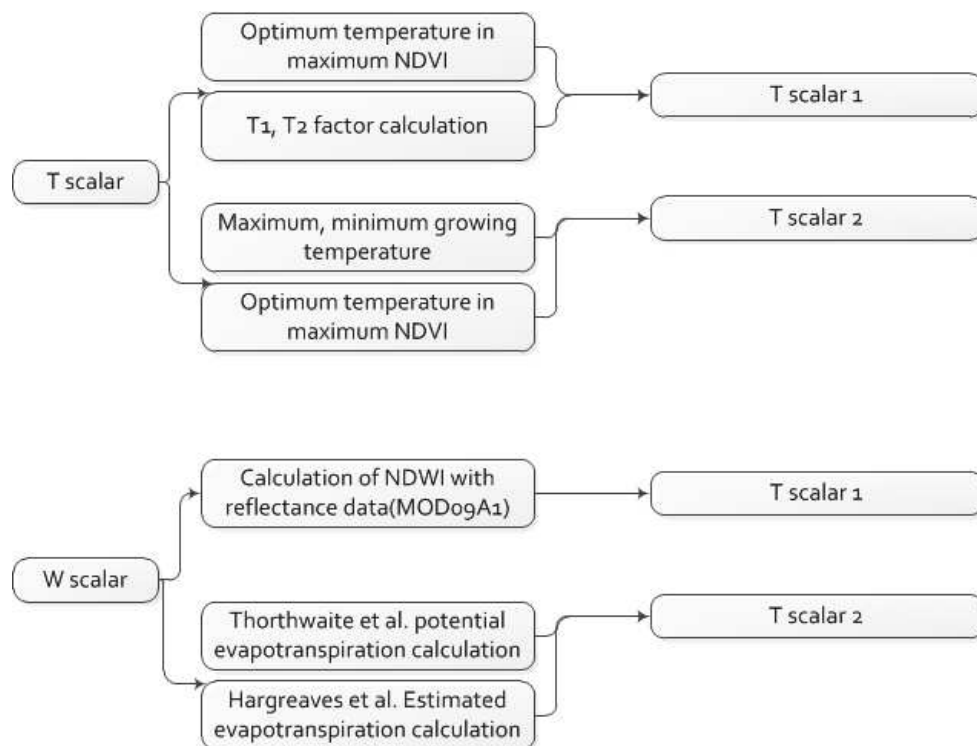 Optimum temperature in
maximum NDVI
T scalar 1
T1, T2 factor calculation
T scalar
Maximum, minimum growing
temperature
T scalar 2
Optimum temperature in
maximum NDVI
Calculation of NDWI with
reflectance data(MOD09A1)
T scalar 1
W scalar
Thorthwaite et al. potential
evapotranspiration calculation
T scalar 2
Hargreaves et al. Estimated
evapotranspiration calculation